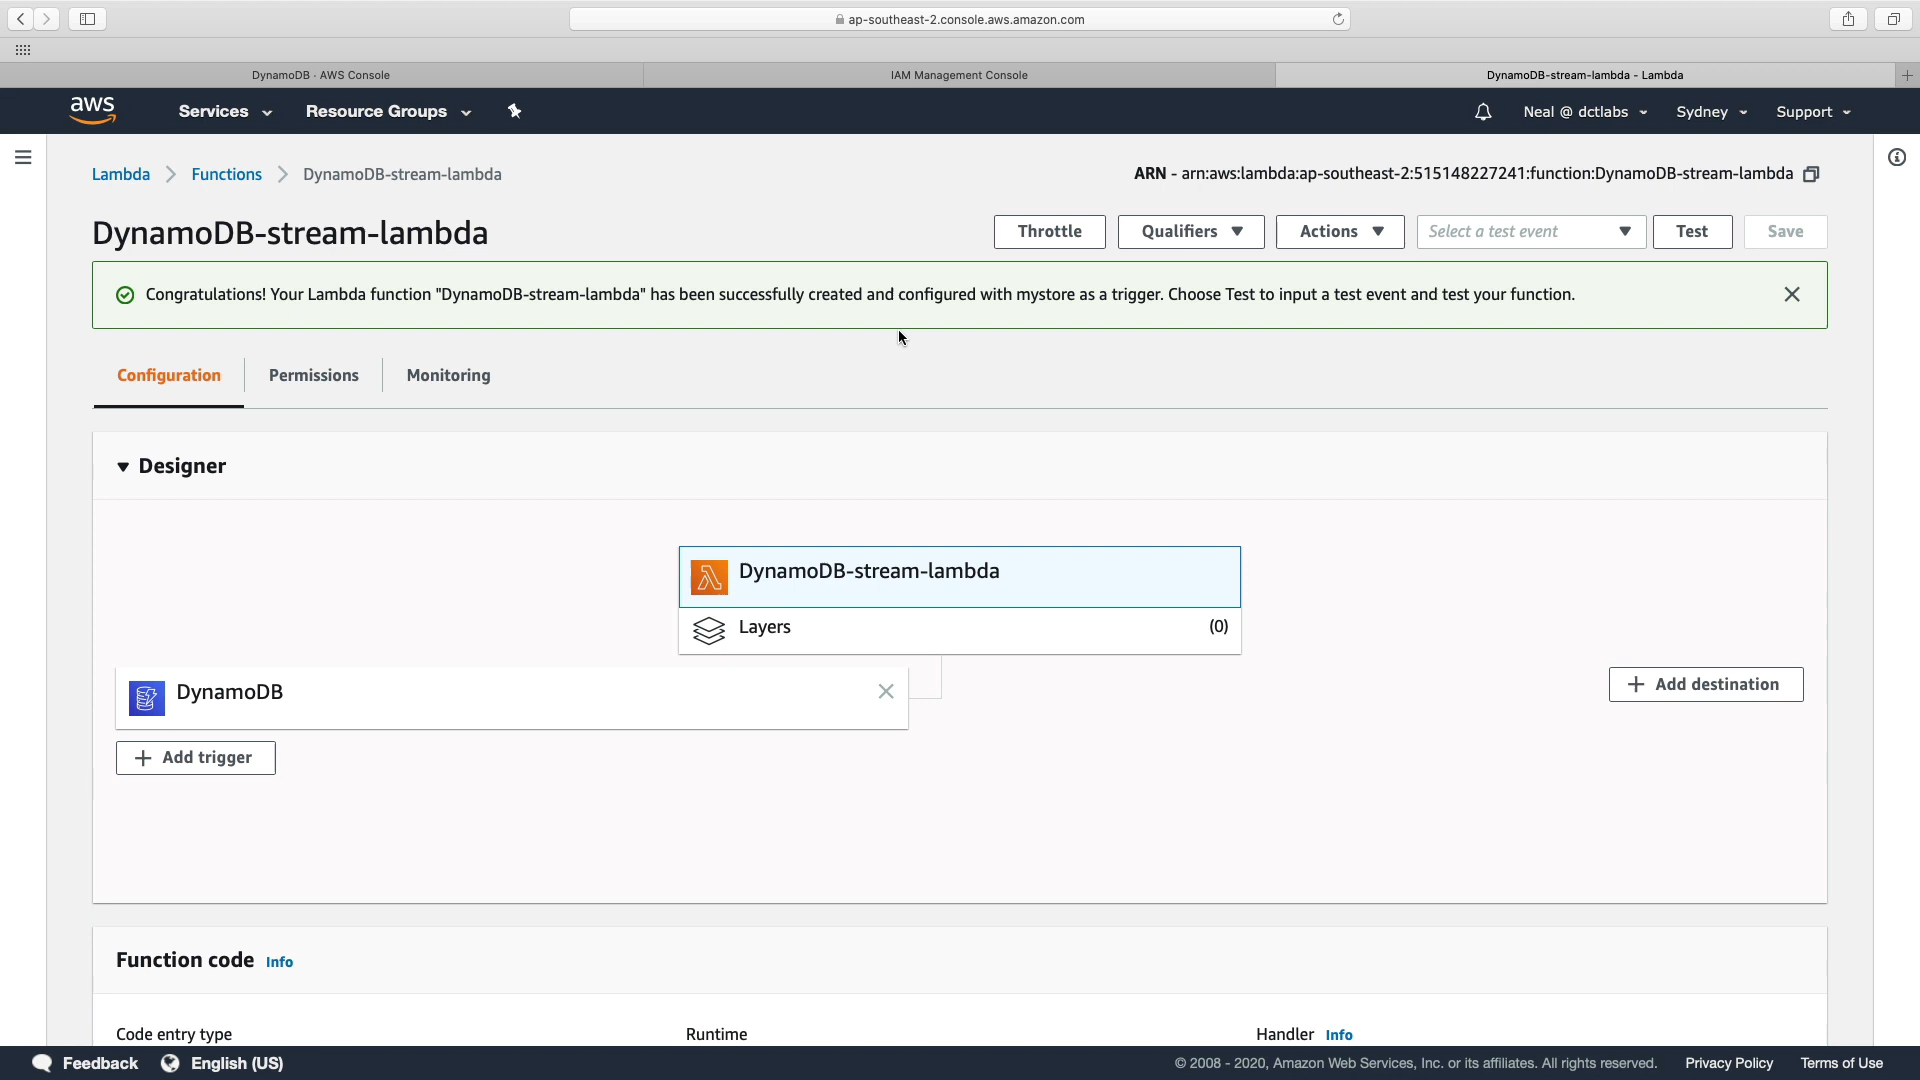 ap-southeast-2.console.aws.amazon.com
DynamoDB · AWS Console
IAM Management Console
DynamoDB-stream-lambda - Lambda
aws
Services
Resource Groups
Neal @ dctlabs
Sydney
Support
Lambda
Functions
DynamoDB-stream-lambda
ARN - arn:aws:lambda:ap-southeast-2:515148227241:function:DynamoDB-stream-lambda
DynamoDB-stream-lambda
Throttle
Qualifiers
Actions
Select a test event
Test
Save
Congratulations! Your Lambda function "DynamoDB-stream-lambda" has been successfully created and configured with mystore as a trigger. Choose Test to input a test event and test your function.
Configuration
Permissions
Monitoring
Designer
DynamoDB-stream-lambda
Layers (0)
DynamoDB
Add destination
Add trigger
Function code Info
Code entry type
Runtime
Handler Info
Feedback
English (US)
© 2008 - 2020, Amazon Web Services, Inc. or its affiliates. All rights reserved.
Privacy Policy
Terms of Use